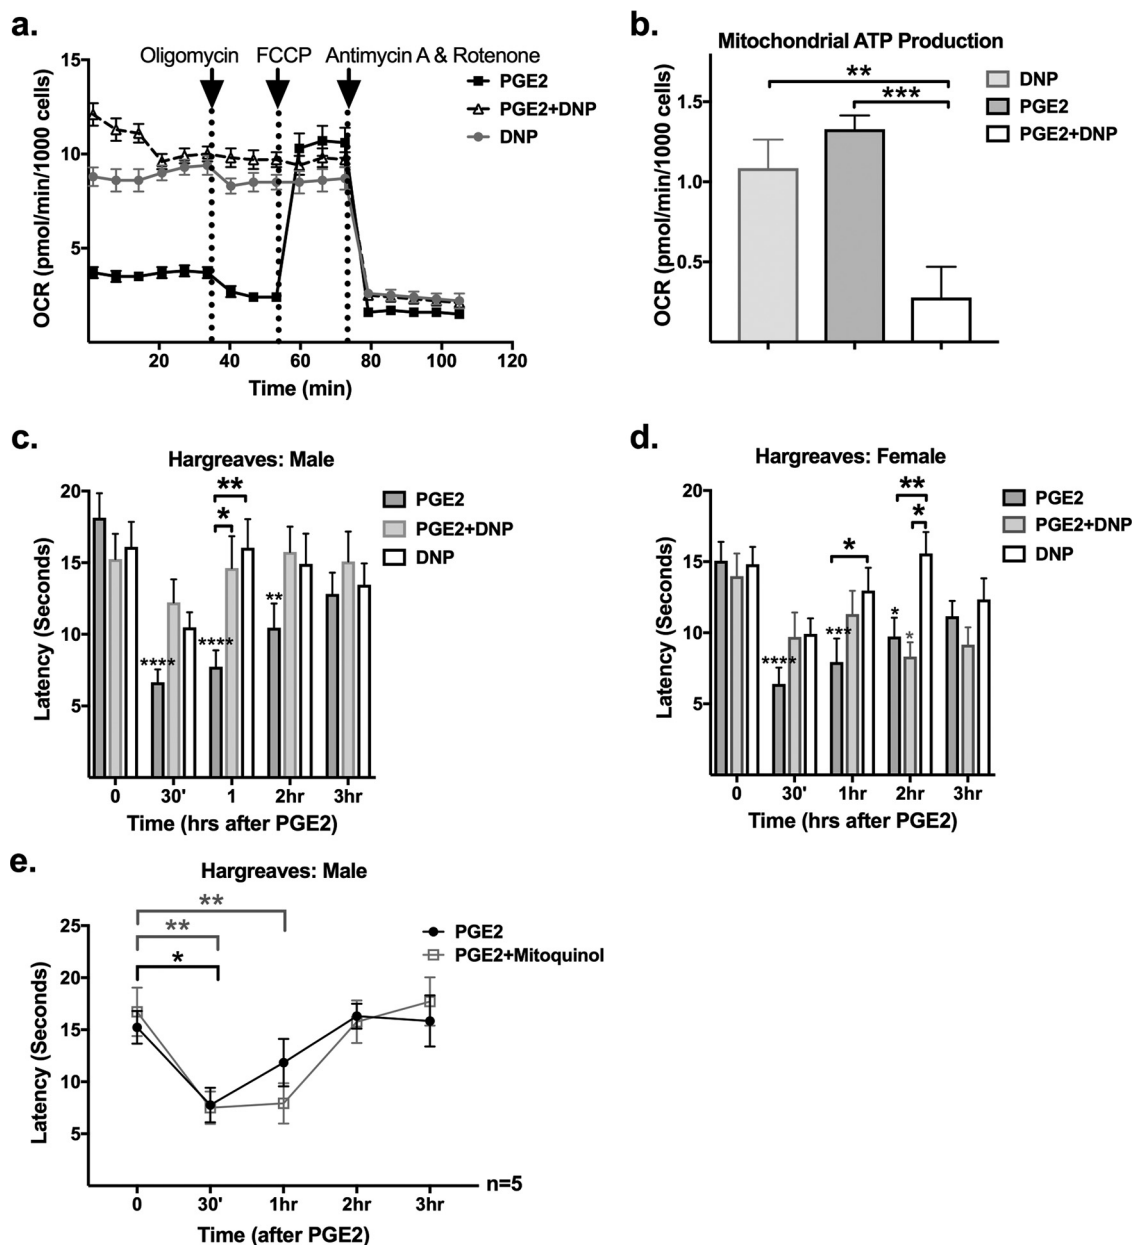 a.
Oligomycin FCCP Antimycin A & Rotenone
PGE2
PGE2+DNP
DNP
OCR (pmol/min/1000 cells)
15
10
5
20 40 60 80 100 120
Time (min)
b.
Mitochondrial ATP Production
**
***
DNP
PGE2
PGE2+DNP
OCR (pmol/min/1000 cells)
1.5
1.0
0.5
c.
Hargreaves: Male
**
*
PGE2
PGE2+DNP
DNP
Latency (Seconds)
20
15
10
5
****
****
**
0 30' 1 2hr 3hr
Time (hrs after PGE2)
d.
Hargreaves: Female
**
*
*
PGE2
PGE2+DNP
DNP
Latency (Seconds)
20
15
10
5
****
***
*
*
0 30' 1hr 2hr 3hr
Time (hrs after PGE2)
e.
Hargreaves: Male
**
**
*
PGE2
PGE2+Mitoquinol
Latency (Seconds)
25
20
15
10
5
n=5
0 30' 1hr 2hr 3hr
Time (after PGE2)